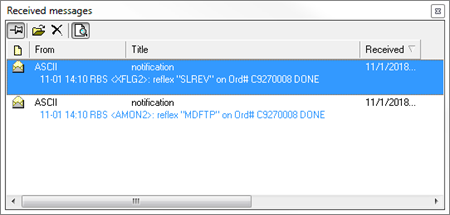 Received messages
From Title Received
ASCII notification 11/1/2018...
11-01 14:10 RBS <XFLG2>: reflex "SLREV" on Ord# C9270008 DONE
ASCII notification 11/1/2018...
11-01 14:10 RBS <AMON2>: reflex "MDFTP" on Ord# C9270008 DONE